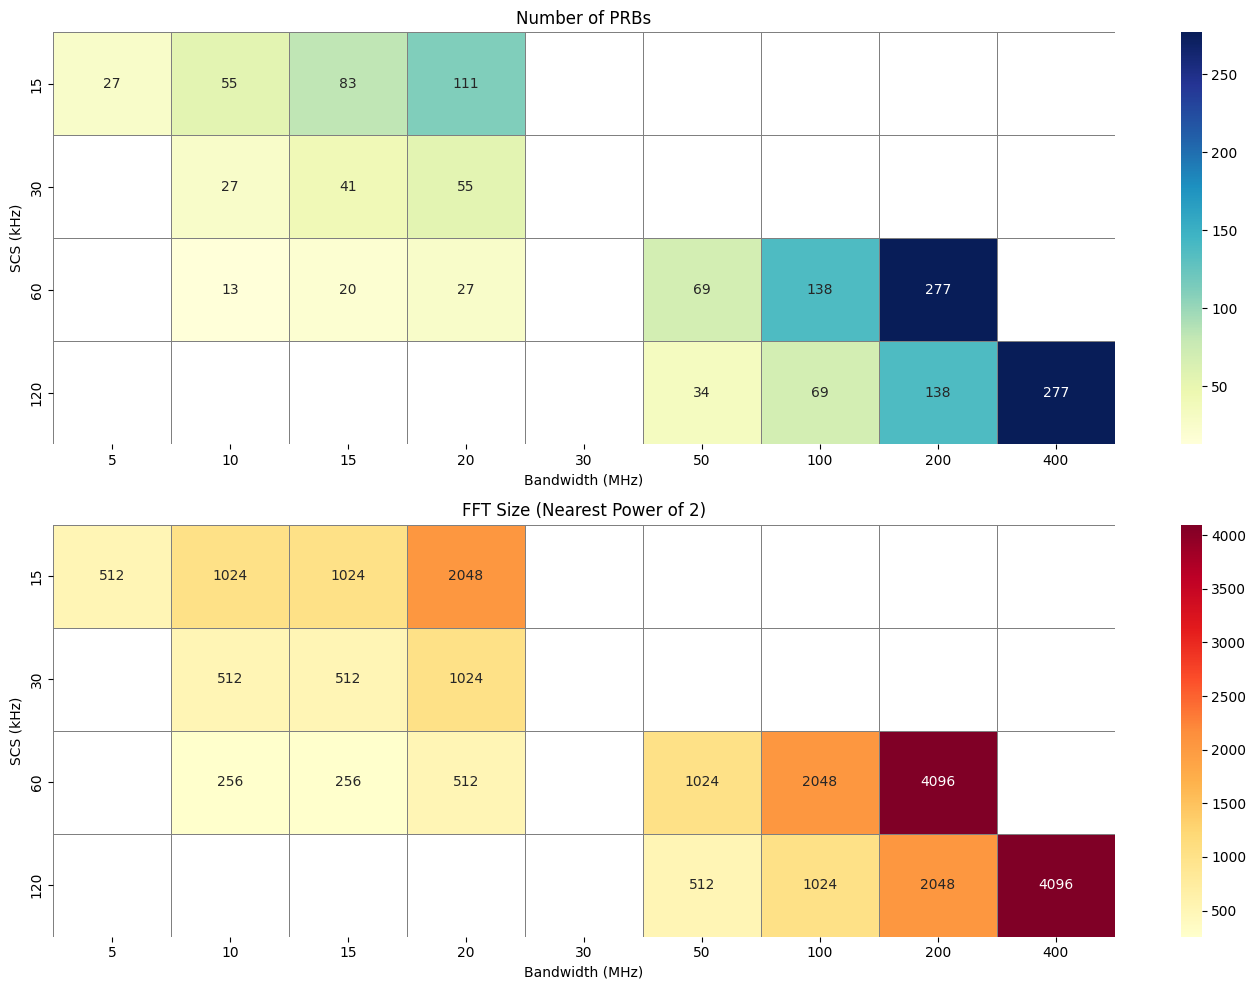 Number of PRBs
15 27 55 83 111
30 27 41 55
60 13 20 27 69 138 277
120 34 69 138 277
5 10 15 20 30 50 100 200 400
Bandwidth (MHz)
SCS (kHz)
250
200
150
100
50
FFT Size (Nearest Power of 2)
15 512 1024 1024 2048
30 512 512 1024
60 256 256 512 1024 2048 4096
120 512 1024 2048 4096
5 10 15 20 30 50 100 200 400
Bandwidth (MHz)
SCS (kHz)
4000
3500
3000
2500
2000
1500
1000
500